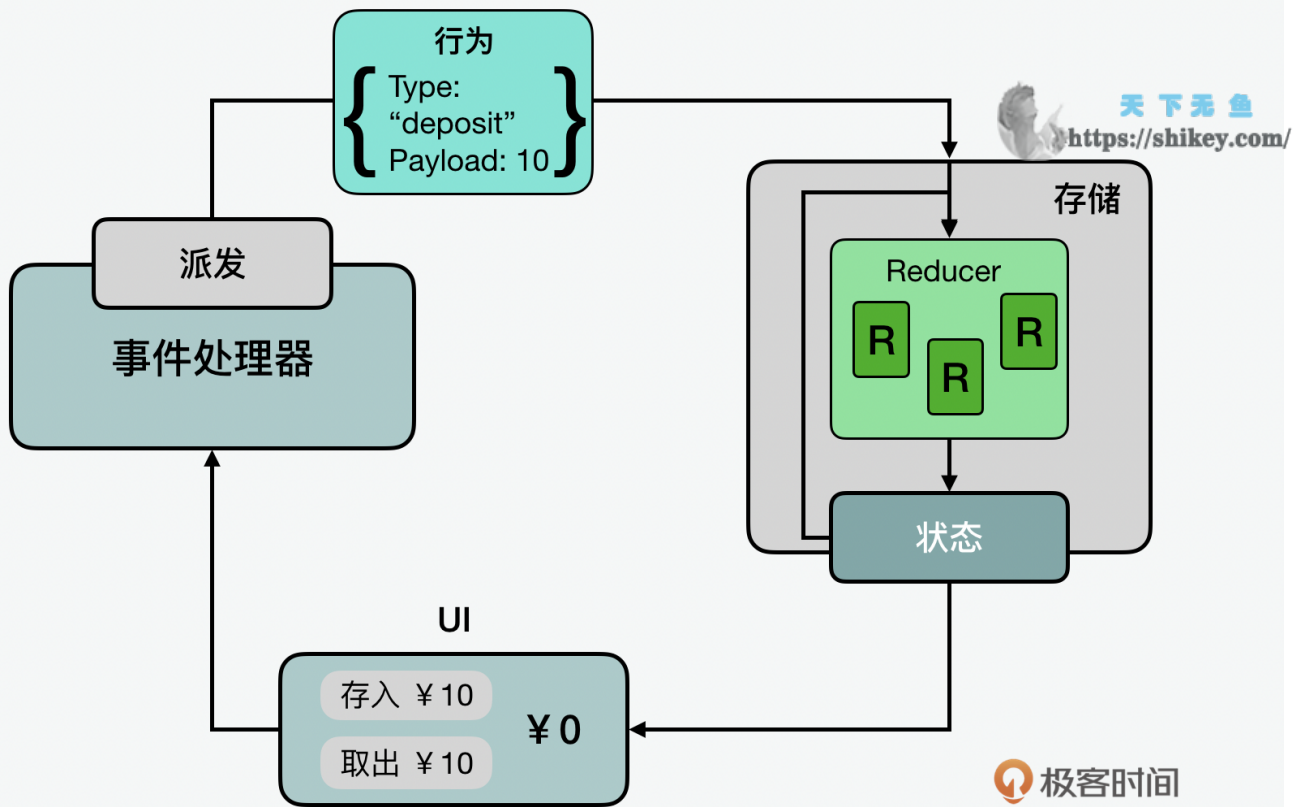 行为
{ Type: }
“deposit”
Payload: 10
天下无鱼
https://shikey.com/
存储
派发
事件处理器
Reducer
R
R
R
状态
UI
存入 ¥10
¥0
取出 ¥10
极客时间